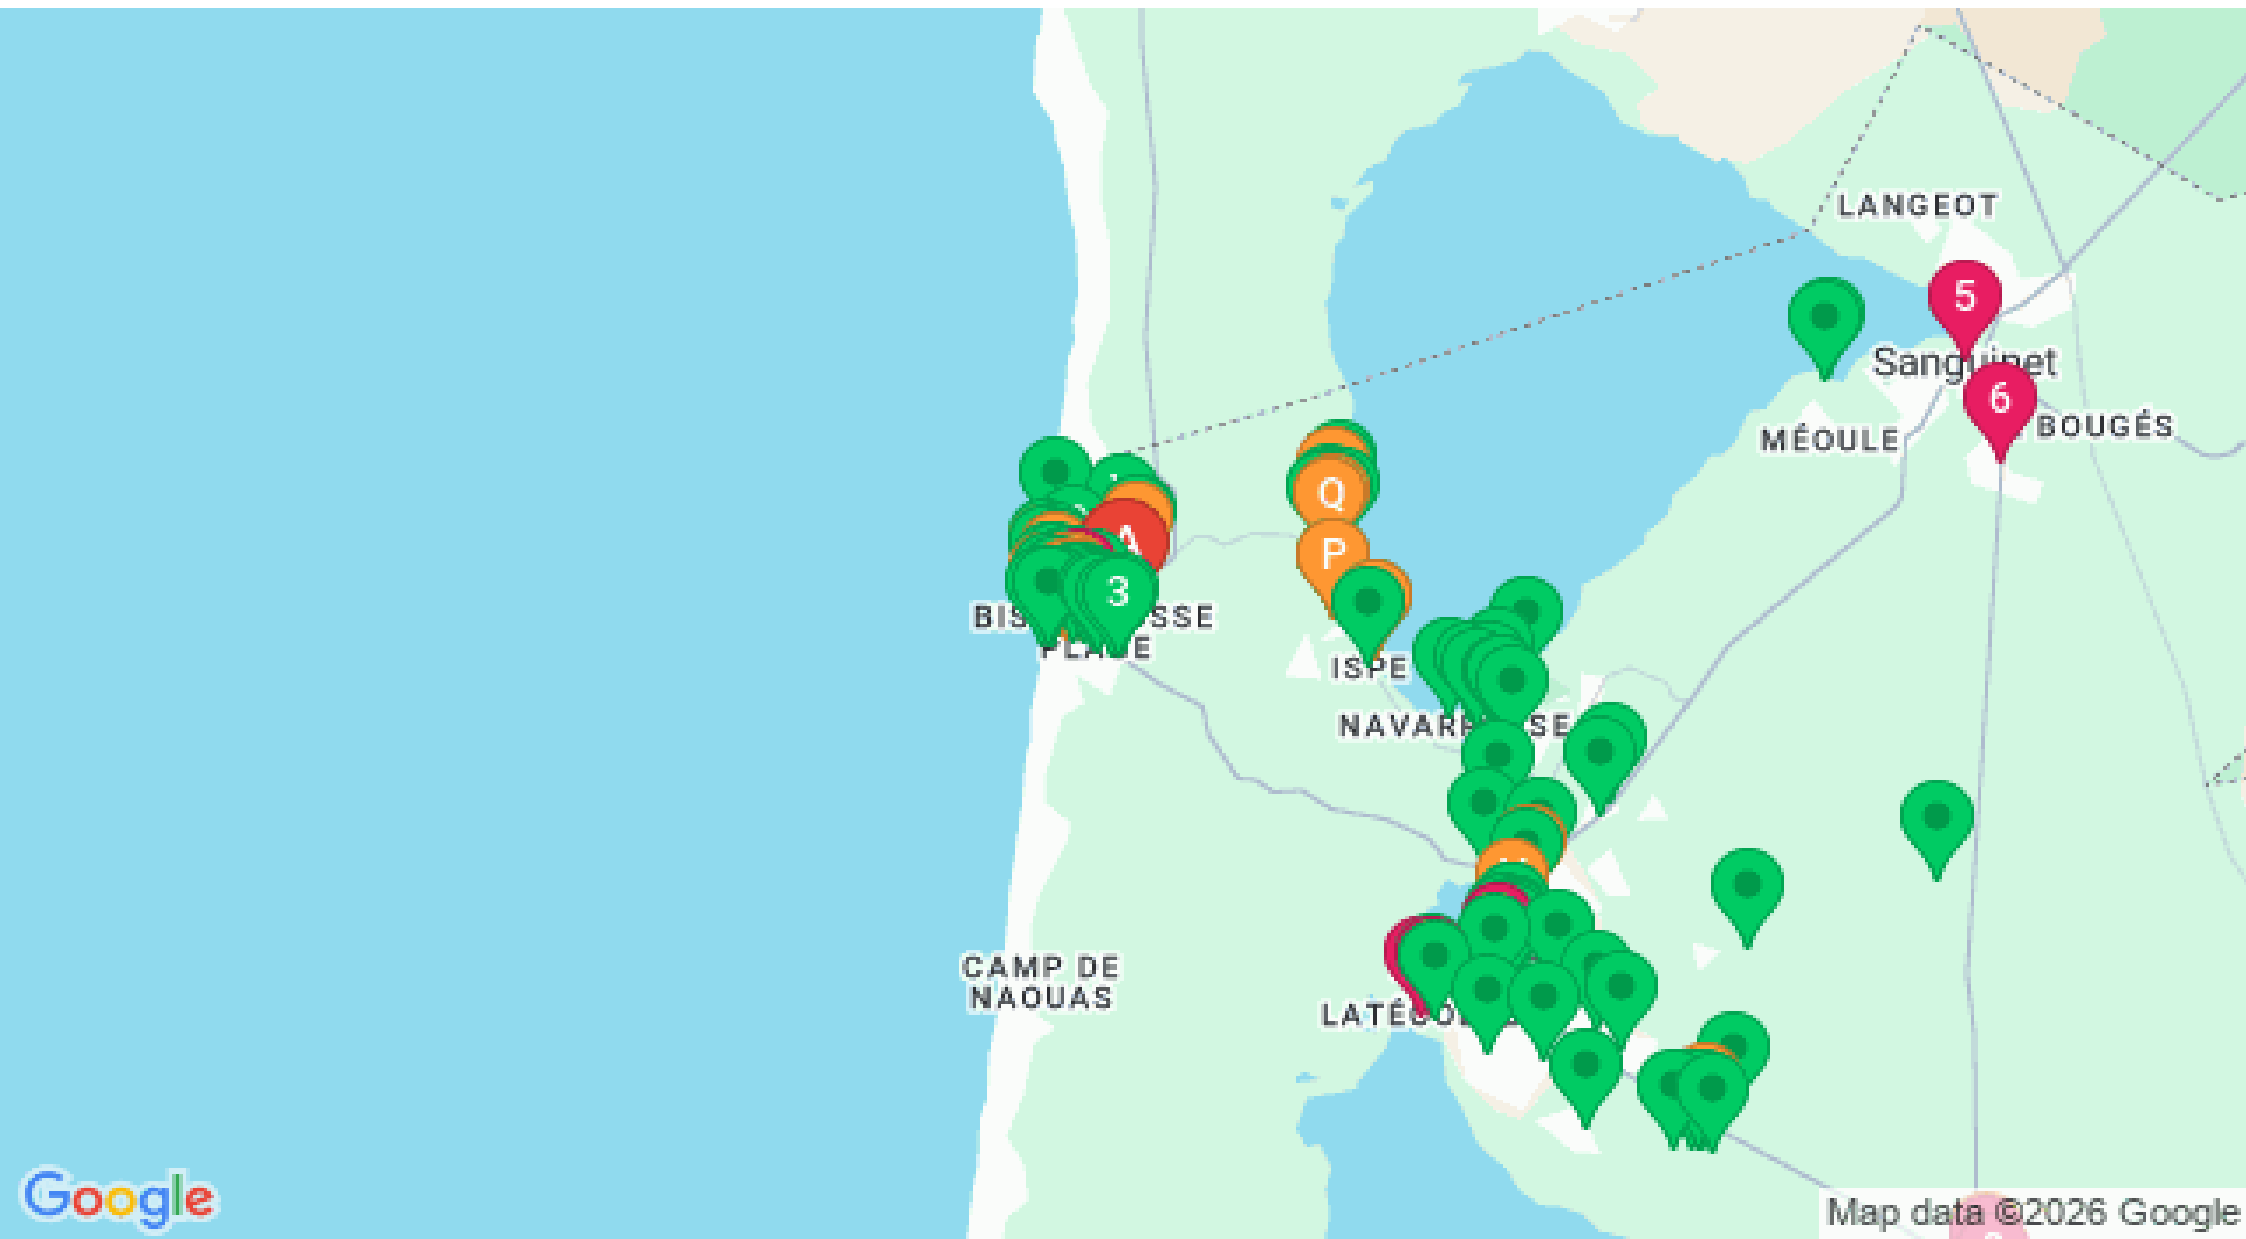 LANGEOT
5
Sanguinet
6
BOUGÉS
MÉOULE
Q
A
P
3
ISPE
CAMP DE
NAOUAS
Google
Map data ©2026 Google